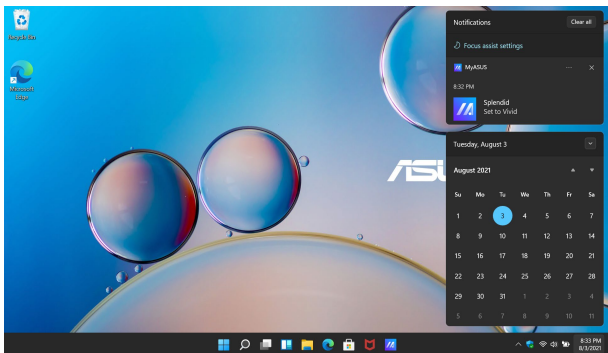 Recycle Bin
Microsoft
Edge
Notifications
Clear all
Focus assist settings
MyASUS
8:32 PM
Splendid
Set to Vivid
Tuesday, August 3
August 2021
Su Mo Tu We Th Fr Sa
1 2 3 4 5 6 7
8 9 10 11 12 13 14
15 16 17 18 19 20 21
22 23 24 25 26 27 28
29 30 31 1 2 3 4
5 6 7 8 9 10 11
8:33 PM
8/3/2021